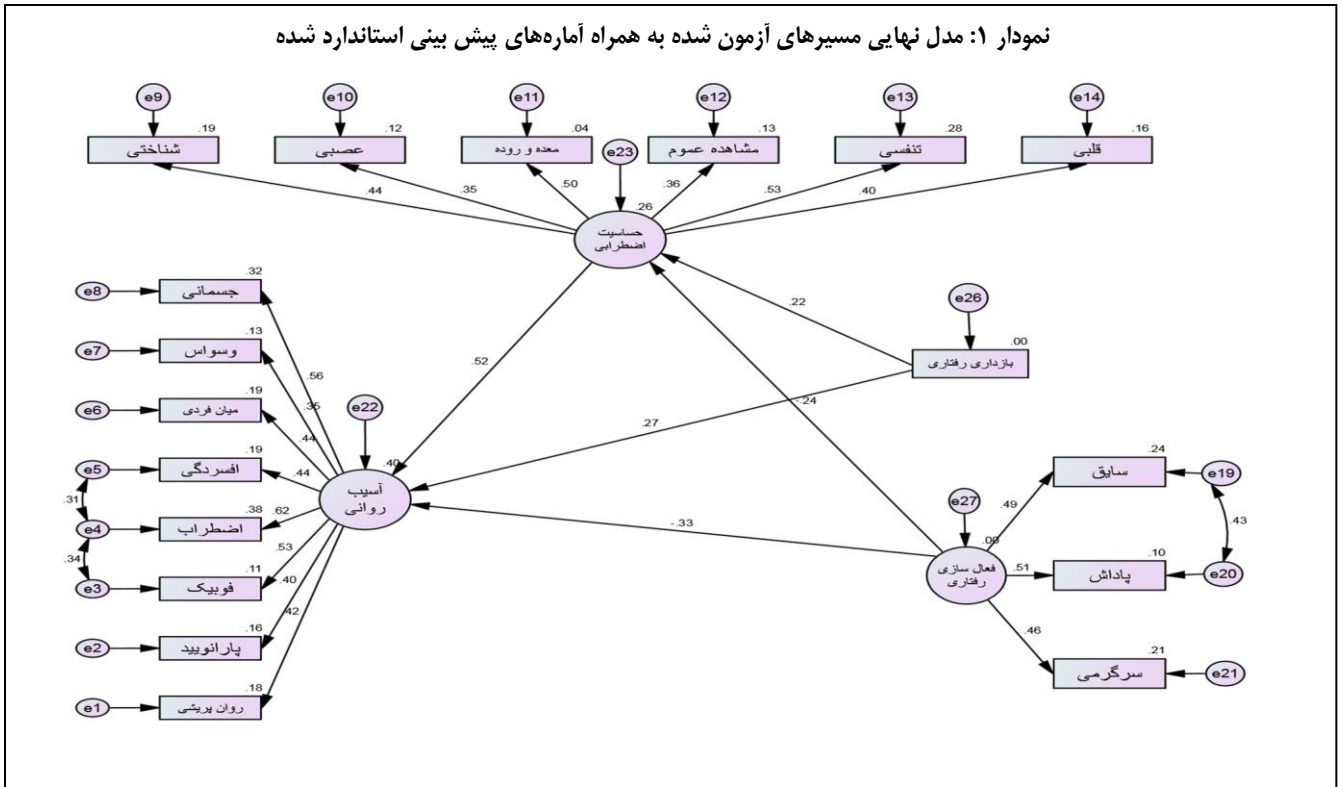 نمودار ۱: مدل نهایی مسیرهای آزمون شده به همراه آماره‌های پیش بینی استاندارد شده
e9 e10 e11 e12 e13 e14
.19 .12 .04 .13 .28 .16
شناختی عصبی معده و روده e23 مشاهده عموم تنفسی قلبی
.44 .35 .50 .36 .53 .40
.26
حساسیت
اضطرابی
.32
e8 جسمانی
.13
e7 وسواس
.19
e6 میان فردی
.19
e5 افسردگی
.31
.38
e4 اضطراب
.34
.11
e3 فوبیک
.16
e2 پارانویید
.18
e1 روان پریشی
.56
.35
.44
.44
.62
.53
.40
.42
e22
.40
آسیب
روانی
.52
.22
.27
-.24
-.33
e26
.00
بازداری رفتاری
e27
.00
فعال سازی
رفتاری
.49
.51
.46
.24
سایق e19
.43
.10
پاداش e20
.21
سرگرمی e21